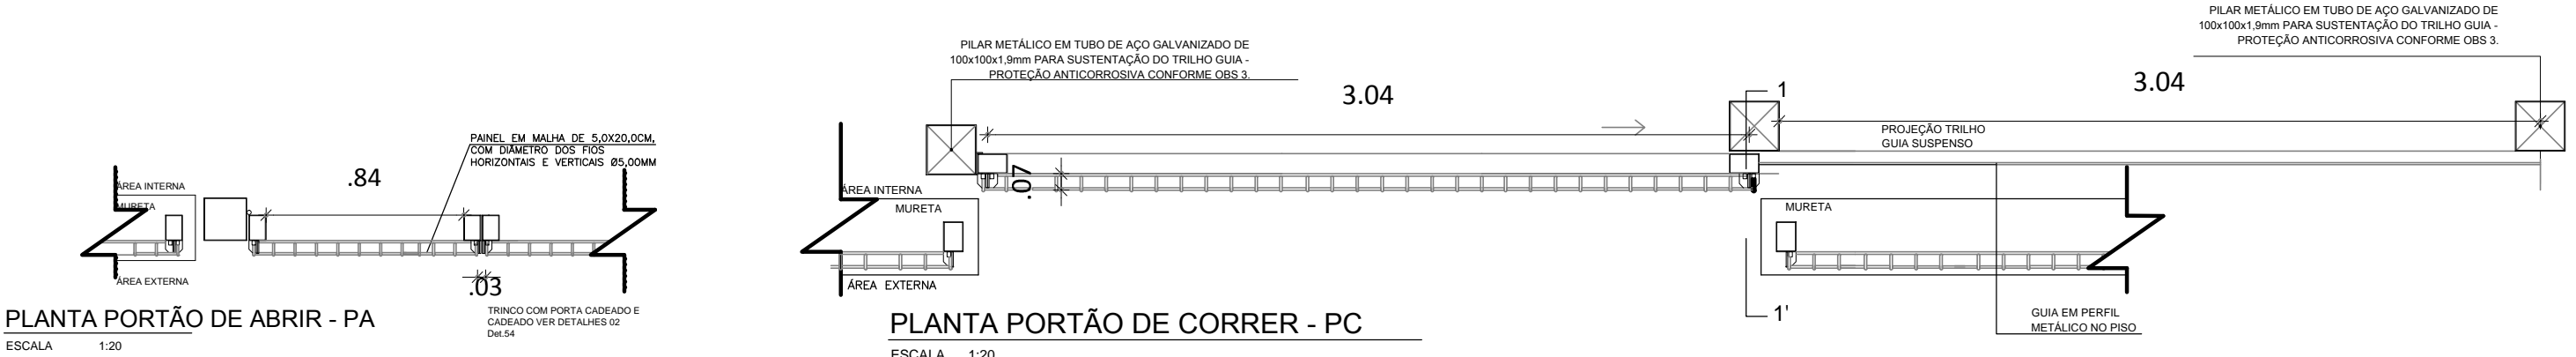 PAINEL EM MALHA DE 5,0X20,0CM,
COM DIÂMETRO DOS FIOS
HORIZONTAIS E VERTICAIS Ø5,00MM
.84
ÁREA INTERNA
MURETA
ÁREA EXTERNA
.03
TRINCO COM PORTA CADEADO E
CADEADO VER DETALHES 02
Det.54
PLANTA PORTÃO DE ABRIR - PA
ESCALA 1:20
PILAR METÁLICO EM TUBO DE AÇO GALVANIZADO DE
100x100x1,9mm PARA SUSTENTAÇÃO DO TRILHO GUIA -
PROTEÇÃO ANTICORROSIVA CONFORME OBS 3.
3.04
1
PILAR METÁLICO EM TUBO DE AÇO GALVANIZADO DE
100x100x1,9mm PARA SUSTENTAÇÃO DO TRILHO GUIA -
PROTEÇÃO ANTICORROSIVA CONFORME OBS 3.
3.04
PROJEÇÃO TRILHO
GUIA SUSPENSO
.07
ÁREA INTERNA
MURETA
MURETA
ÁREA EXTERNA
1'
GUIA EM PERFIL
METÁLICO NO PISO
PLANTA PORTÃO DE CORRER - PC
ESCALA 1:20